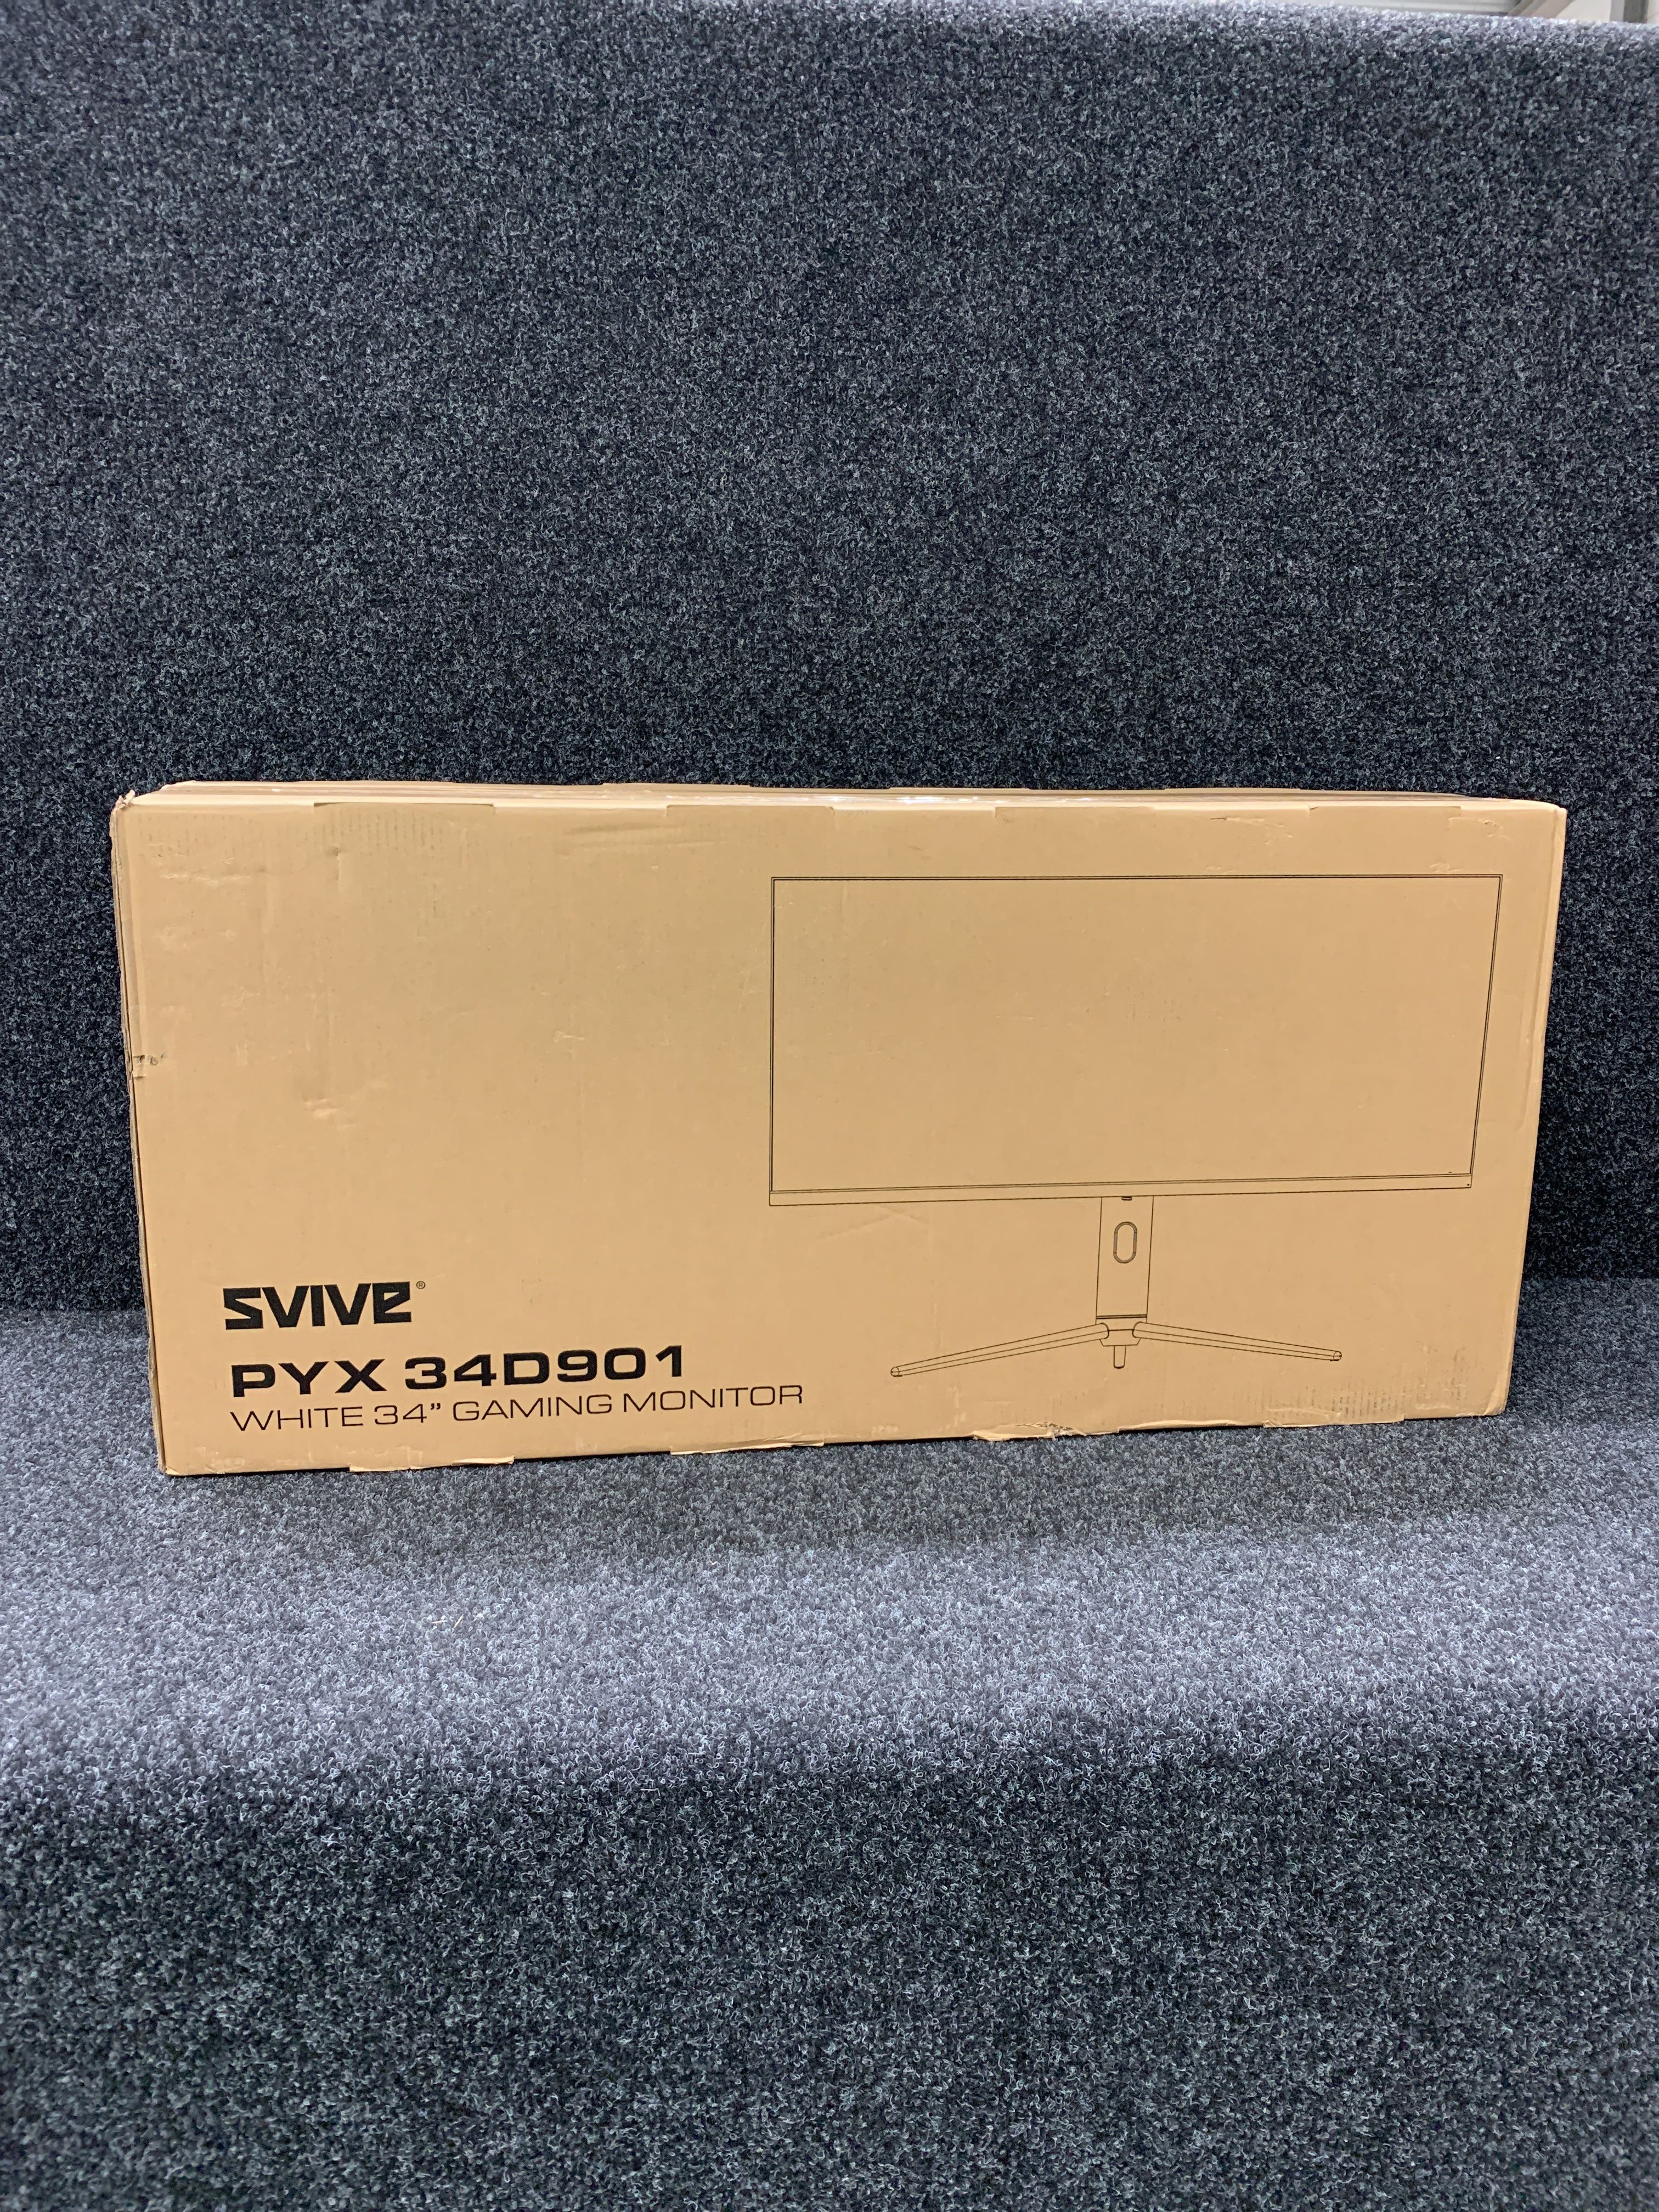 SVIVE®
PYX 34D901
WHITE 34” GAMING MONITOR